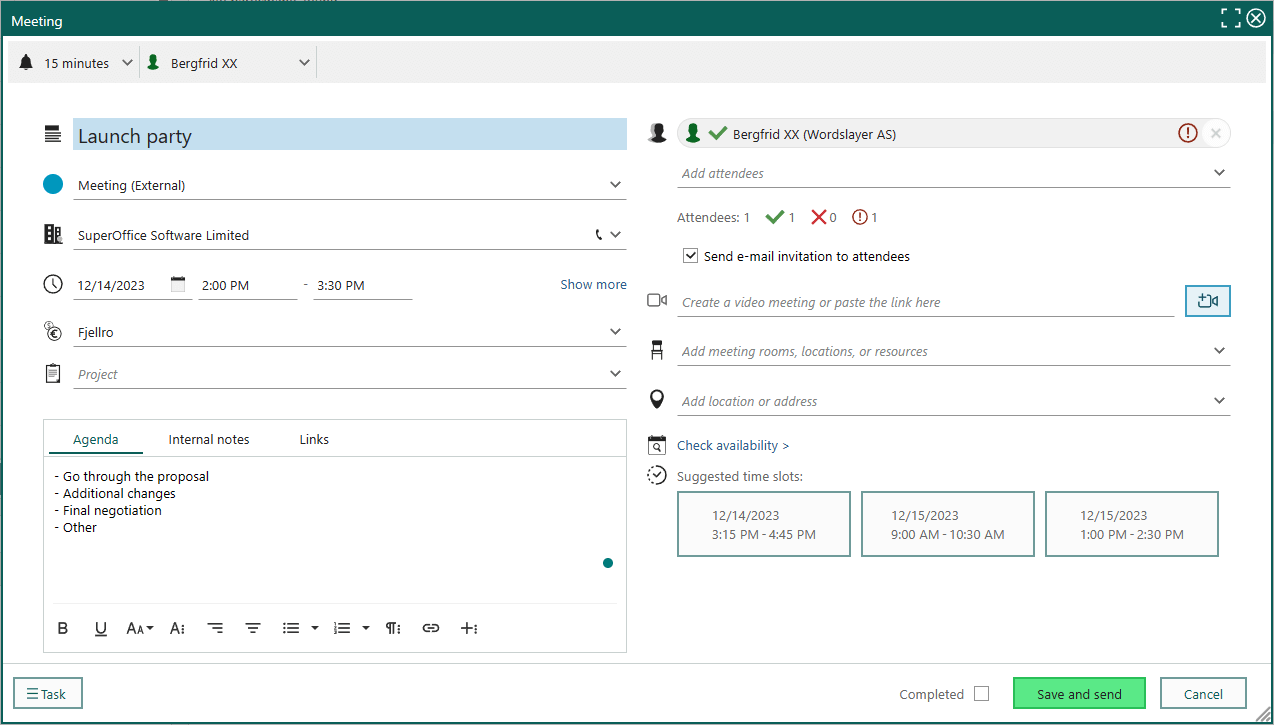 Meeting
15 minutes
Bergfrid XX
Launch party
Meeting (External)
SuperOffice Software Limited
12/14/2023
2:00 PM
-
3:30 PM
Show more
Fjellro
Project
Agenda
Internal notes
Links
- Go through the proposal
- Additional changes
- Final negotiation
- Other
Bergfrid XX (Wordslayer AS)
Add attendees
Attendees: 1
1
0
1
Send e-mail invitation to attendees
Create a video meeting or paste the link here
Add meeting rooms, locations, or resources
Add location or address
Check availability >
Suggested time slots:
12/14/2023
3:15 PM - 4:45 PM
12/15/2023
9:00 AM - 10:30 AM
12/15/2023
1:00 PM - 2:30 PM
Task
Completed
Save and send
Cancel